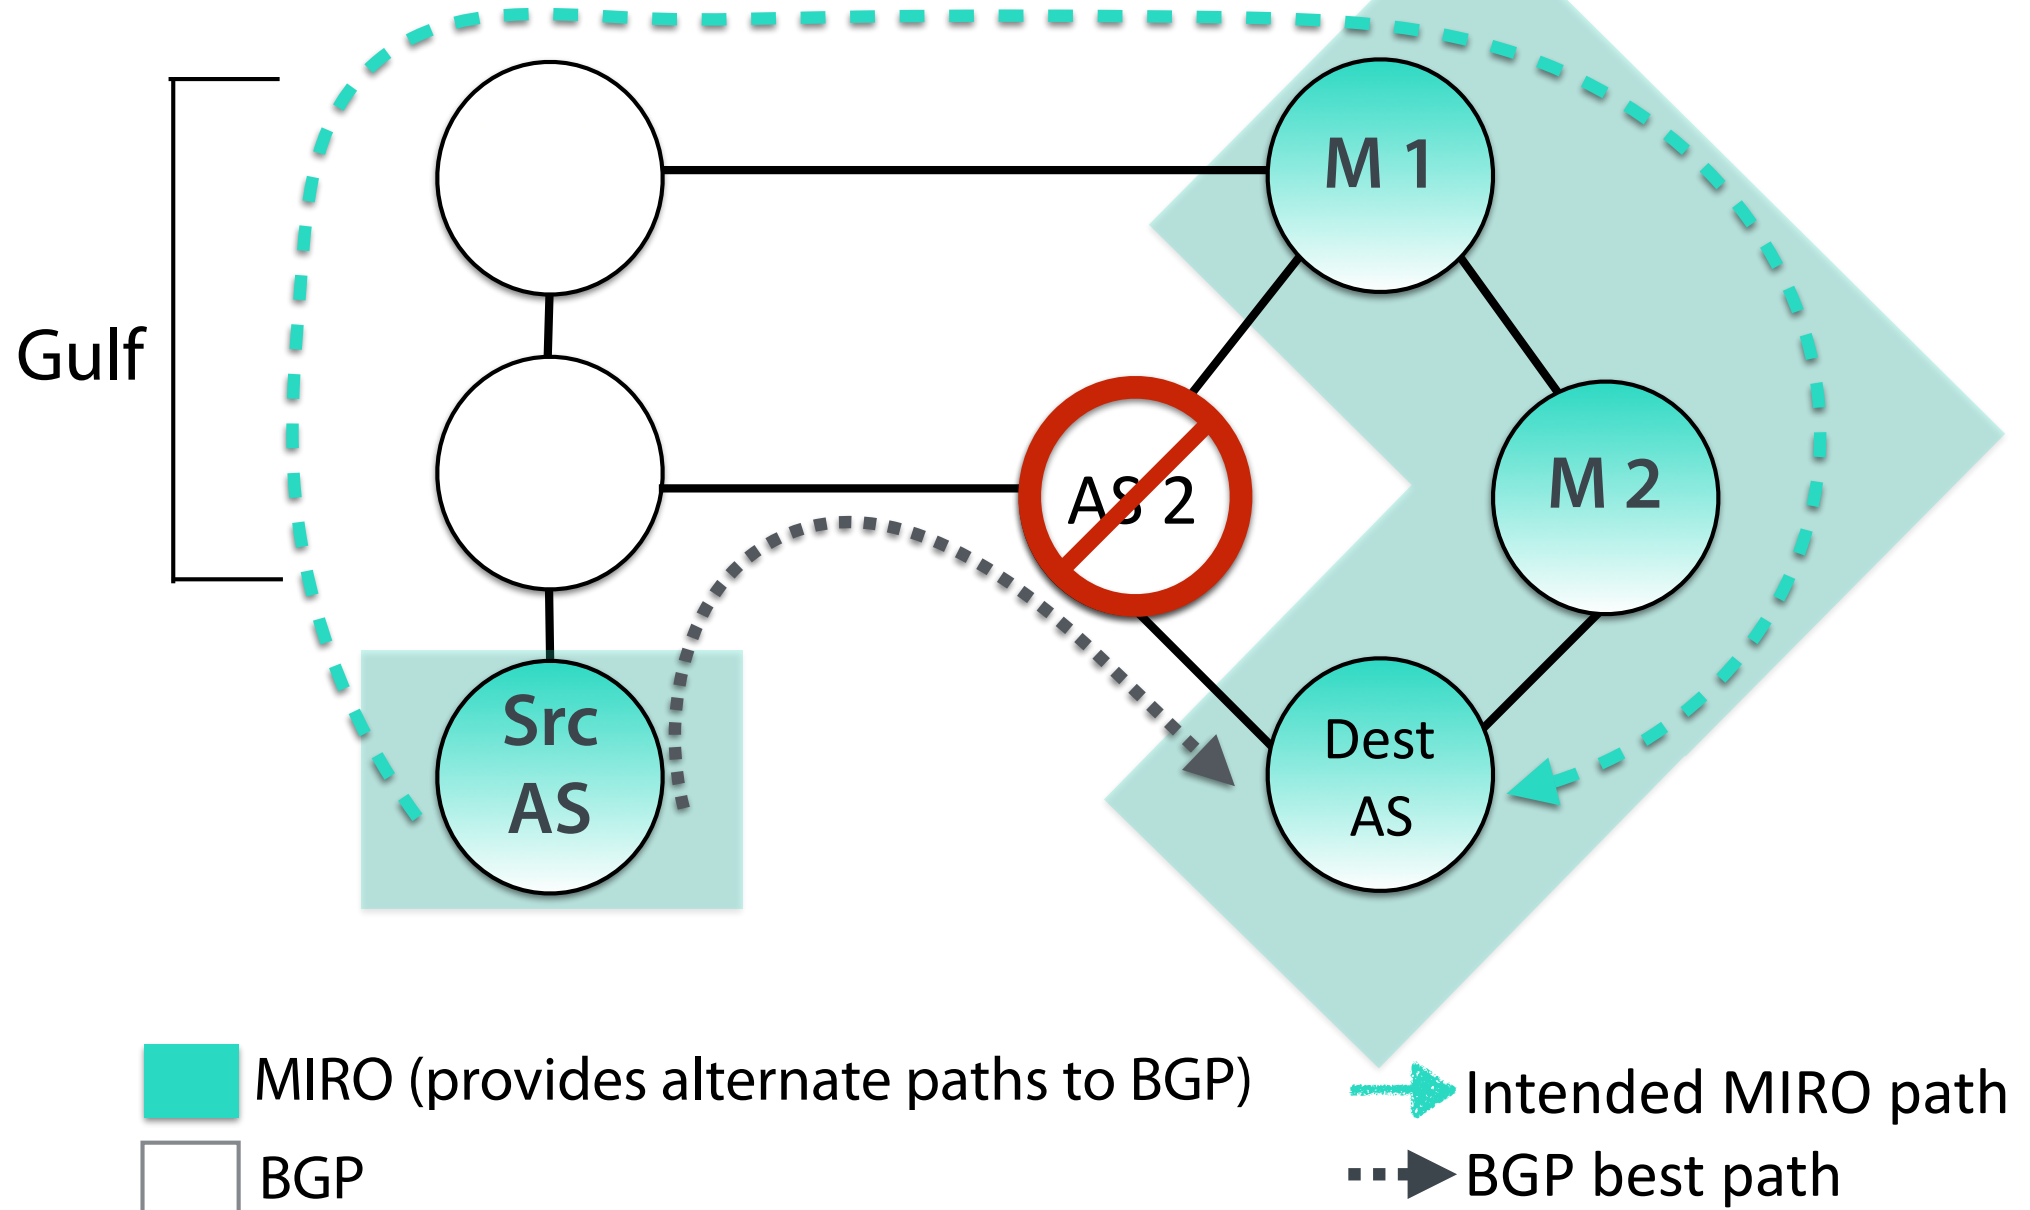 M 1
Gulf
AS 2
M 2
Src
AS
Dest
AS
MIRO (provides alternate paths to BGP)
Intended MIRO path
BGP
BGP best path